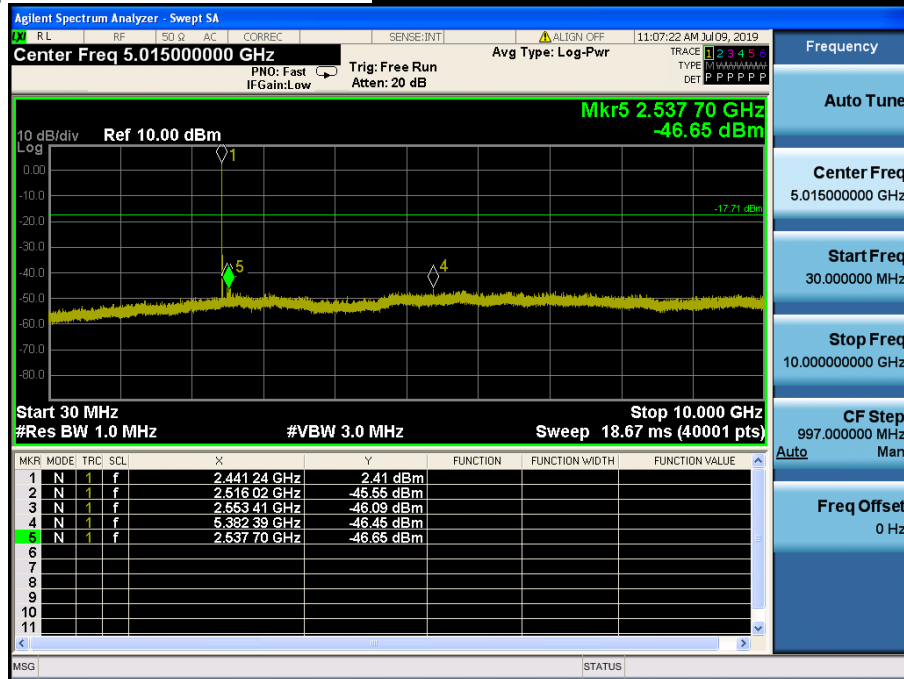 Agilent Spectrum Analyzer - Swept SA
LXI RL RF 50 Ω AC CORREC SENSE:INT ALIGN OFF 11:07:22 AM Jul 09, 2019
Center Freq 5.015000000 GHz
Avg Type: Log-Pwr
TRACE 1 2 3 4 5 6
PNO: Fast
Trig: Free Run
TYPE M WWWWW
IFGain:Low
Atten: 20 dB
DET P P P P P P
Mkr5 2.537 70 GHz
-46.65 dBm
10 dB/div Ref 10.00 dBm
Log
1
0.00
-10.0
-17.71 dBm
-20.0
-30.0
5
4
-40.0
-50.0
-60.0
-70.0
-80.0
Start 30 MHz Stop 10.000 GHz
#Res BW 1.0 MHz #VBW 3.0 MHz Sweep 18.67 ms (40001 pts)
MKR MODE TRC SCL X Y FUNCTION FUNCTION WIDTH FUNCTION VALUE
1 N 1 f 2.441 24 GHz 2.41 dBm
2 N 1 f 2.516 02 GHz -45.55 dBm
3 N 1 f 2.553 41 GHz -46.09 dBm
4 N 1 f 5.382 39 GHz -46.45 dBm
5 N 1 f 2.537 70 GHz -46.65 dBm
6
7
8
9
10
11
MSG STATUS
Frequency
Auto Tune
Center Freq
5.015000000 GHz
Start Freq
30.000000 MHz
Stop Freq
10.000000000 GHz
CF Step
997.000000 MHz
Auto Man
Freq Offset
0 Hz